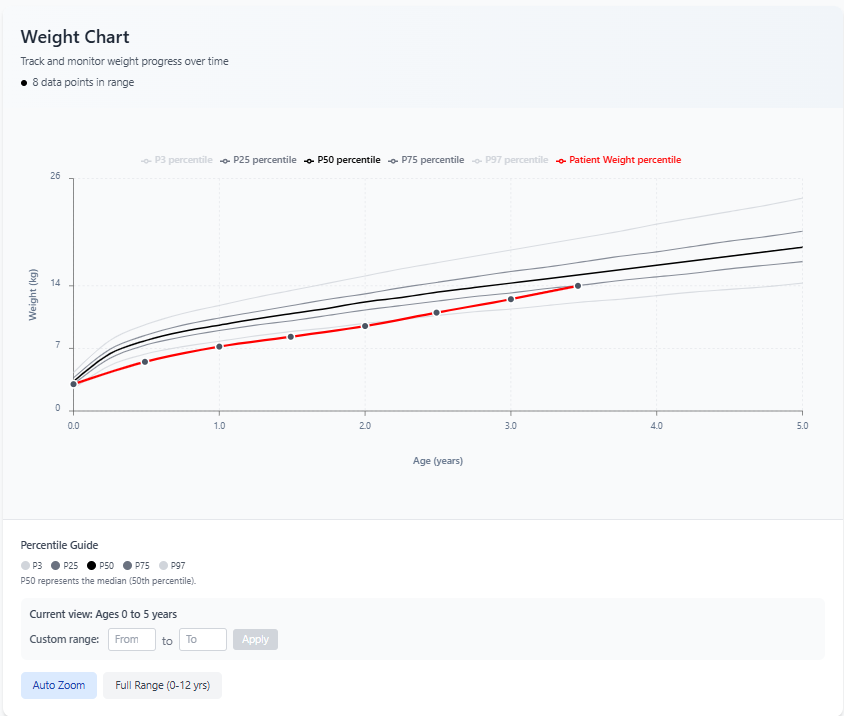 Weight Chart
Track and monitor weight progress over time
8 data points in range
P3 percentile P25 percentile P50 percentile P75 percentile P97 percentile Patient Weight percentile
26
14
7
0
Weight (kg)
0.0 1.0 2.0 3.0 4.0 5.0
Age (years)
Percentile Guide
P3 P25 P50 P75 P97
P50 represents the median (50th percentile).
Current view: Ages 0 to 5 years
Custom range: From to To Apply
Auto Zoom Full Range (0-12 yrs)